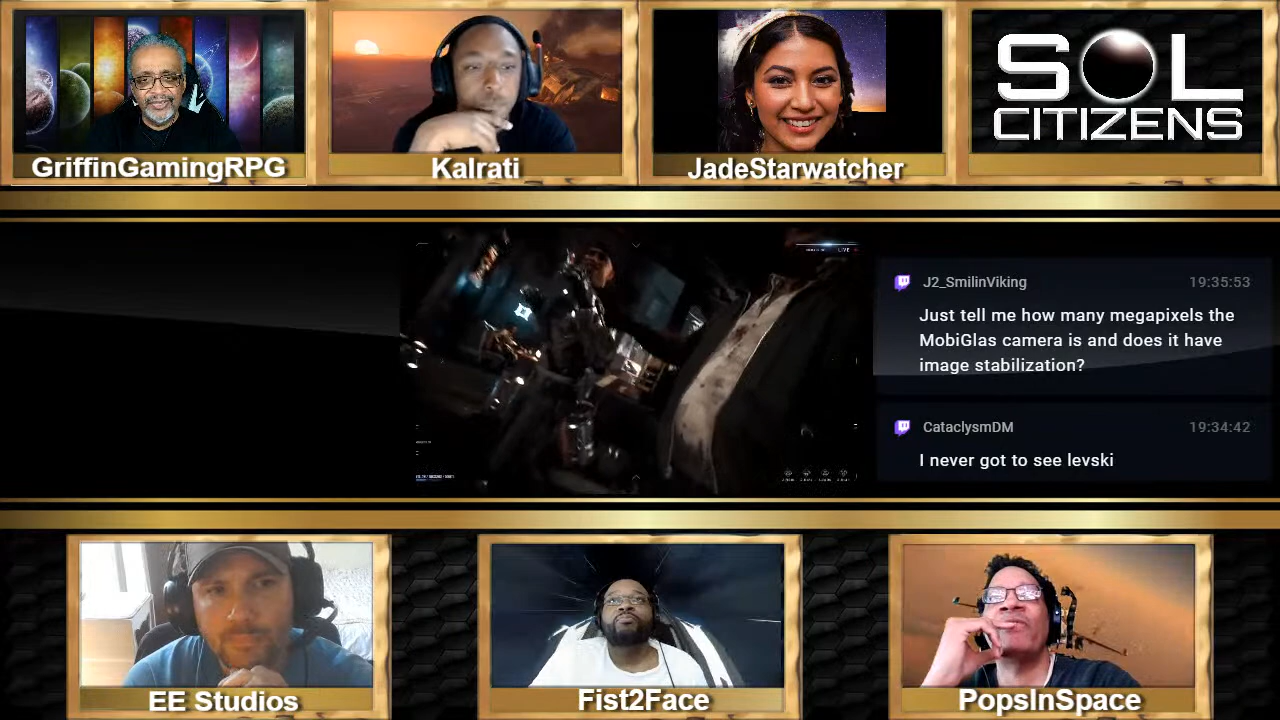 SOL
CITIZENS
GriffinGamingRPG
Kalrati
JadeStarwatcher
LIVE
J2_SmilinViking
19:35:53
Just tell me how many megapixels the
MobiGlas camera is and does it have
image stabilization?
CataclysmDM
19:34:42
I never got to see levski
EE Studios
Fist2Face
PopsInSpace